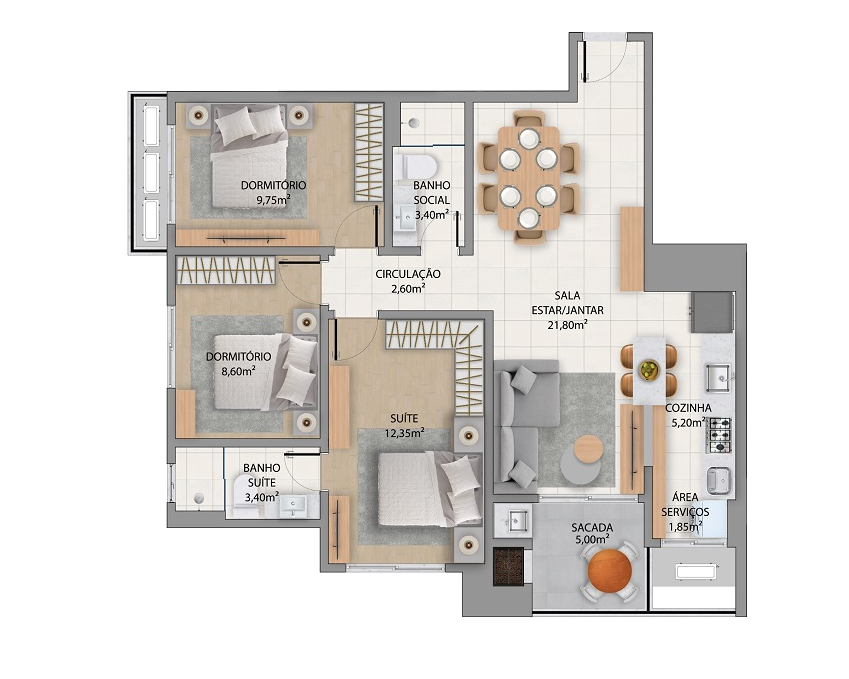 DORMITÓRIO
9,75m²
BANHO
SOCIAL
3,40m²
CIRCULAÇÃO
2,60m²
SALA
ESTAR/JANTAR
21,80m²
DORMITÓRIO
8,60m²
SUÍTE
12,35m²
COZINHA
5,20m²
BANHO
SUÍTE
3,40m²
ÁREA
SERVIÇOS
1,85m²
SACADA
5,00m²